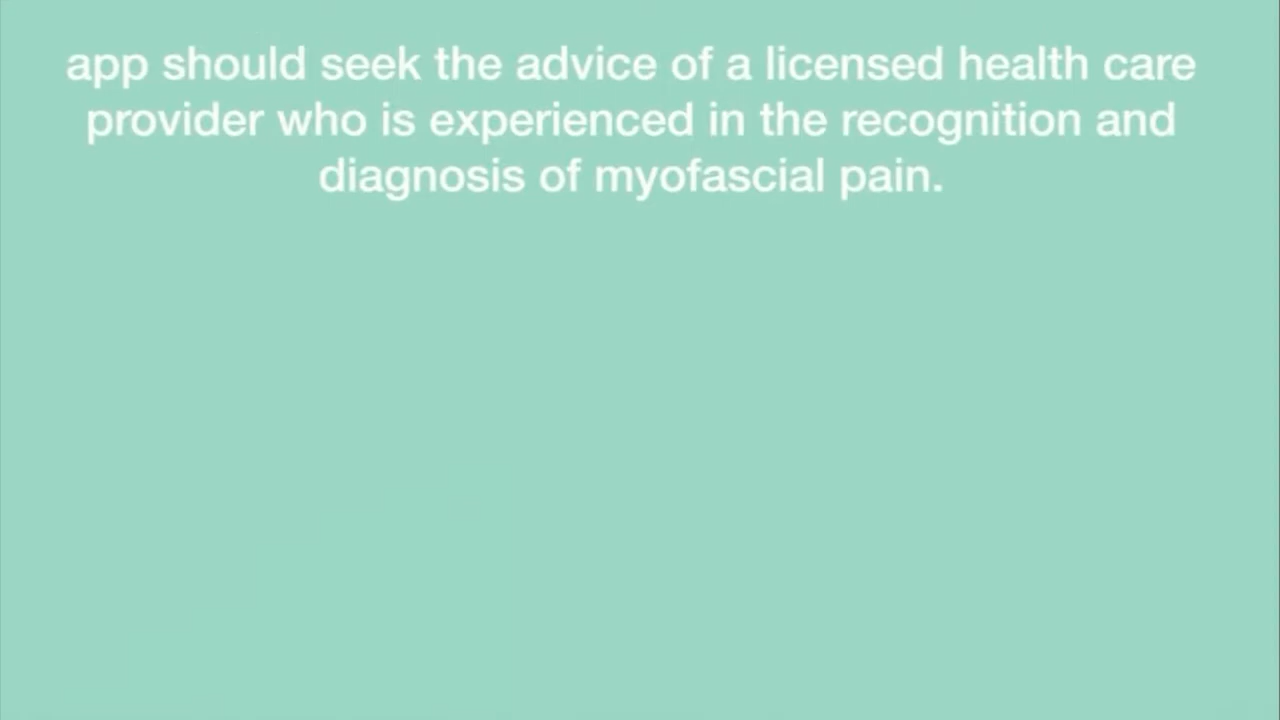 app should seek the advice of a licensed health care
provider who is experienced in the recognition and
diagnosis of myofascial pain.